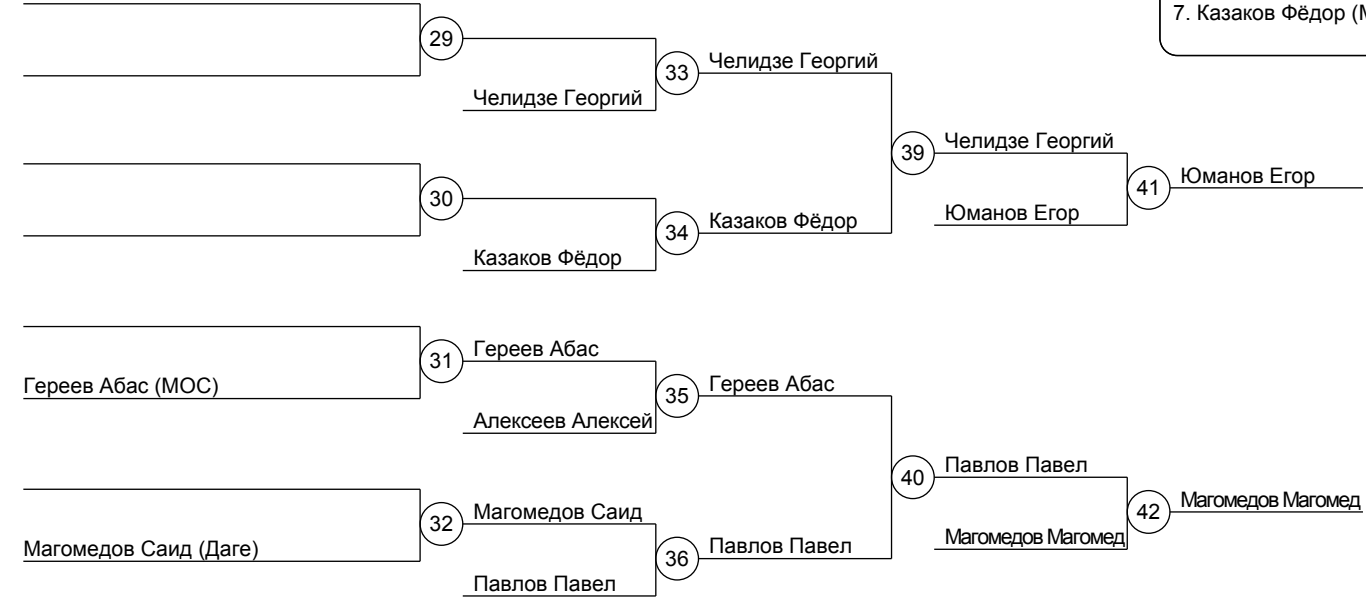 7. Казаков Фёдор (М
29
Челидзе Георгий
33
Челидзе Георгий
39
Челидзе Георгий
41
Юманов Егор
30
Казаков Фёдор
34
Казаков Фёдор
Юманов Егор
31
Гереев Абас
35
Гереев Абас
Гереев Абас (МОС)
Алексеев Алексей
40
Павлов Павел
42
Магомедов Магомед
32
Магомедов Саид
Магомедов Саид (Даге)
36
Павлов Павел
Магомедов Магомед
Павлов Павел